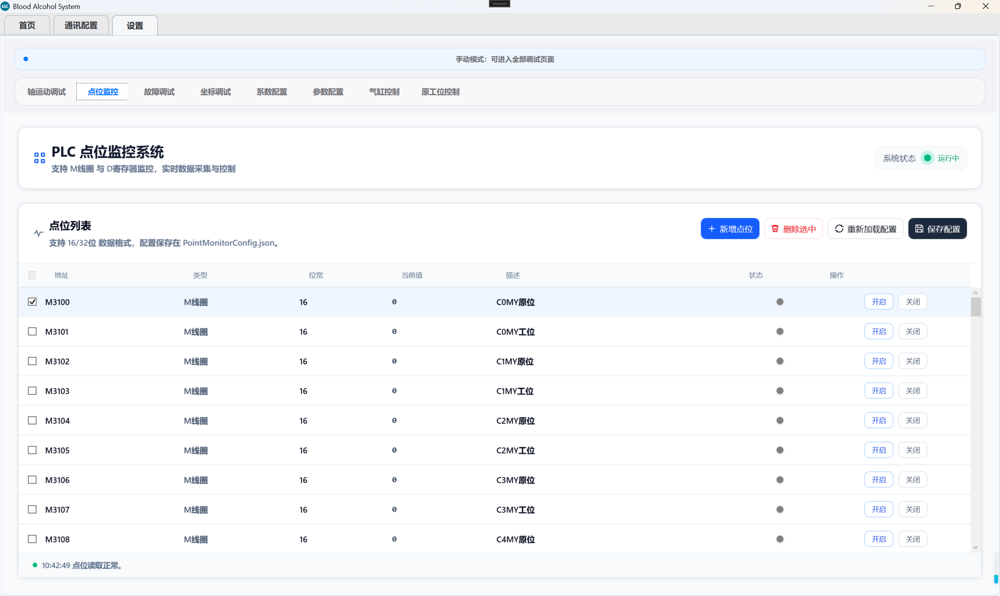 LGC Blood Alcohol System
首页 通讯配置 设置
手动模式：可进入全部调试页面
轴运动调试 点位监控 故障调试 坐标调试 系数配置 参数配置 气缸控制 原工位控制
PLC 点位监控系统
支持 M线圈 与 D寄存器监控，实时数据采集与控制
系统状态 运行中
点位列表
支持 16/32位 数据格式，配置保存在 PointMonitorConfig.json。
新增点位 删除选中 重新加载配置 保存配置
地址 类型 位宽 当前值 描述 状态 操作
M3100 M线圈 16 0 C0MY原位 开启 关闭
M3101 M线圈 16 0 C0MY工位 开启 关闭
M3102 M线圈 16 0 C1MY原位 开启 关闭
M3103 M线圈 16 0 C1MY工位 开启 关闭
M3104 M线圈 16 0 C2MY原位 开启 关闭
M3105 M线圈 16 0 C2MY工位 开启 关闭
M3106 M线圈 16 0 C3MY原位 开启 关闭
M3107 M线圈 16 0 C3MY工位 开启 关闭
M3108 M线圈 16 0 C4MY原位 开启 关闭
10:42:49 点位读取正常。